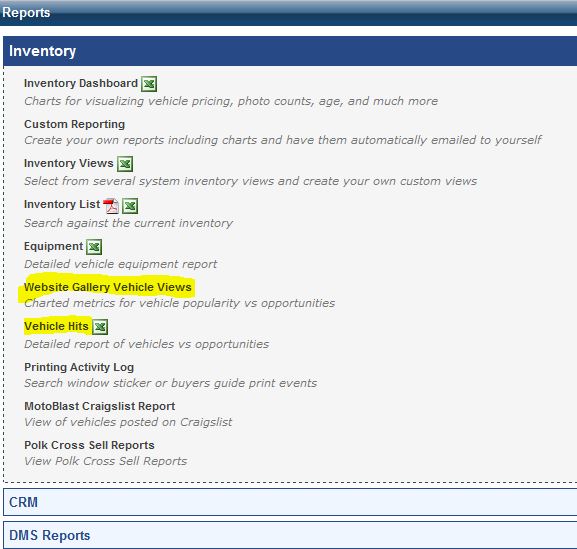 Reports
Inventory
Inventory Dashboard
Charts for visualizing vehicle pricing, photo counts, age, and much more
Custom Reporting
Create your own reports including charts and have them automatically emailed to yourself
Inventory Views
Select from several system inventory views and create your own custom views
Inventory List
Search against the current inventory
Equipment
Detailed vehicle equipment report
Website Gallery Vehicle Views
Charted metrics for vehicle popularity vs opportunities
Vehicle Hits
Detailed report of vehicles vs opportunities
Printing Activity Log
Search window sticker or buyers guide print events
MotoBlast Craigslist Report
View of vehicles posted on Craigslist
Polk Cross Sell Reports
View Polk Cross Sell Reports
CRM
DMS Reports